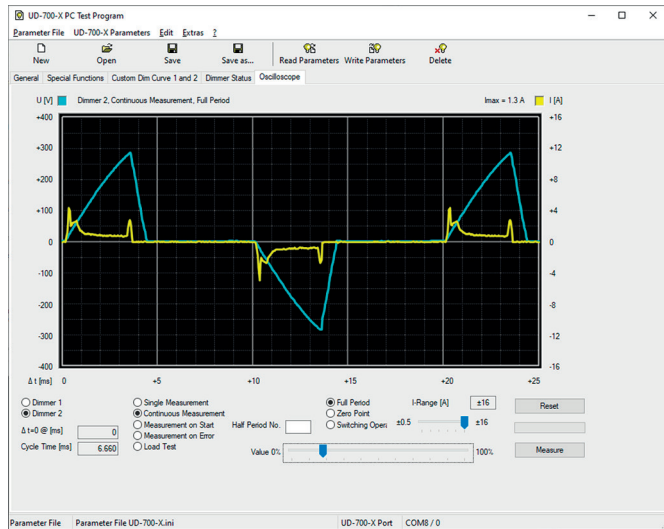 UD-700-X PC Test Program
Parameter File UD-700-X Parameters Edit Extras ?
New Open Save Save as... Read Parameters Write Parameters Delete
General Special Functions Custom Dim Curve 1 and 2 Dimmer Status Oscilloscope
U [V] Dimmer 2, Continuous Measurement, Full Period Imax = 1.3 A I [A]
+400 +16
+300 +12
+200 +8
+100 +4
0 0
-100 -4
-200 -8
-300 -12
-400 -16
Δ t [ms] 0 +5 +10 +15 +20 +25
Dimmer 1 Single Measurement Full Period I-Range [A] ±16 Reset
Dimmer 2 Continuous Measurement Zero Point
Measurement on Start Half Period No. Switching Opera ±0.5 ±16
Δ t=0 @ [ms] 0 Measurement on Error
Cycle Time [ms] 6.660 Load Test Value 0% 100% Measure
Parameter File Parameter File UD-700-X.ini UD-700-X Port COM8 / 0